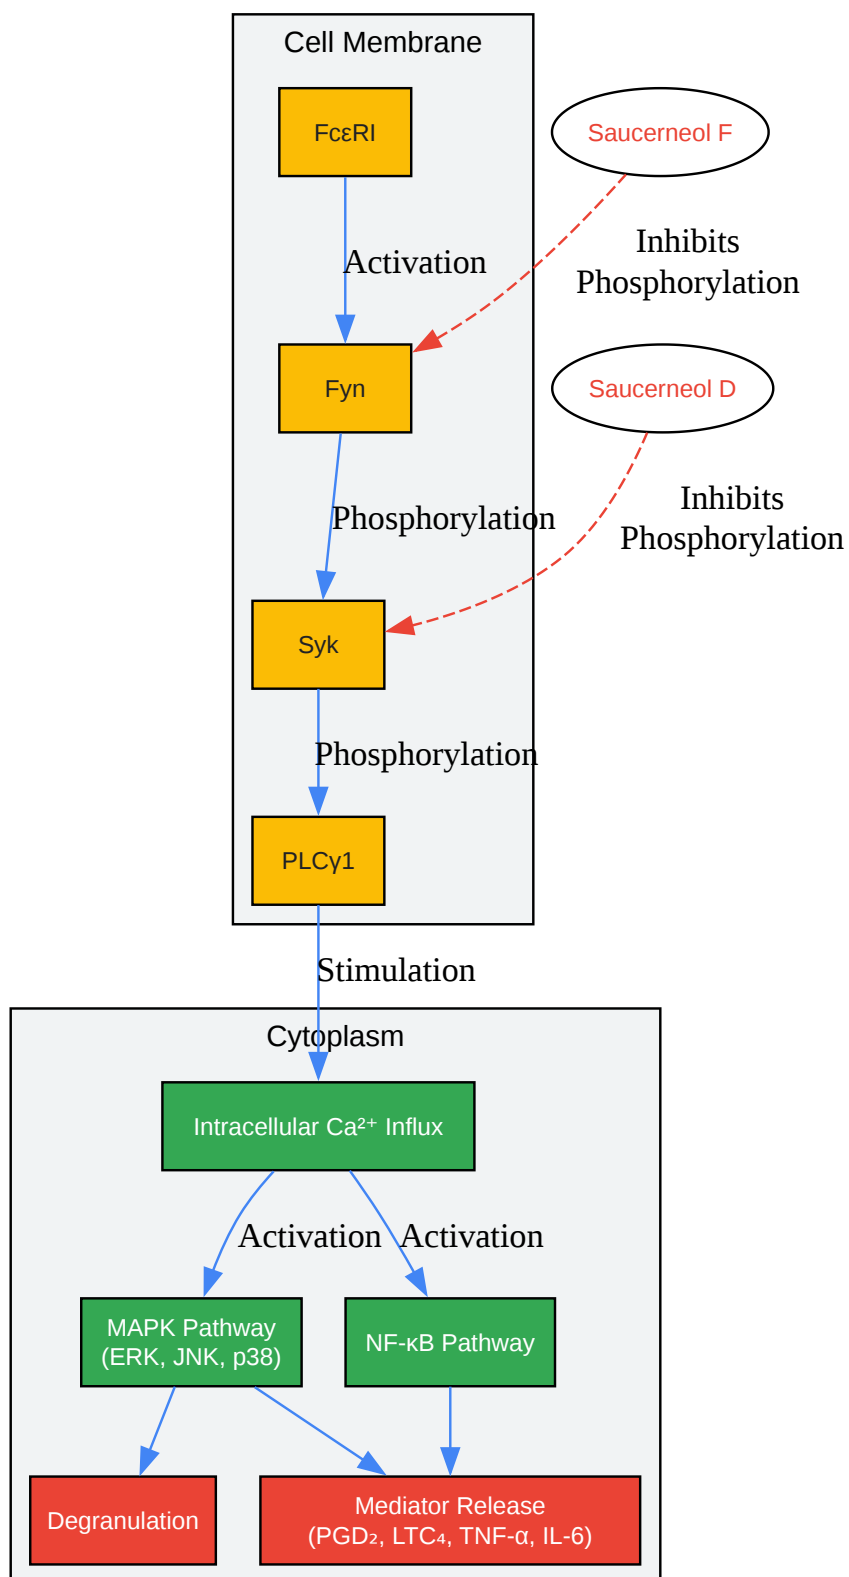 Cell Membrane
FcεRI
Saucerneol F
Activation
Inhibits
Phosphorylation
Fyn
Saucerneol D
Phosphorylation
Inhibits
Phosphorylation
Syk
Phosphorylation
PLCγ1
Stimulation
Cytoplasm
Intracellular Ca²⁺ Influx
Activation
Activation
MAPK Pathway
(ERK, JNK, p38)
NF-κB Pathway
Degranulation
Mediator Release
(PGD₂, LTC₄, TNF-α, IL-6)